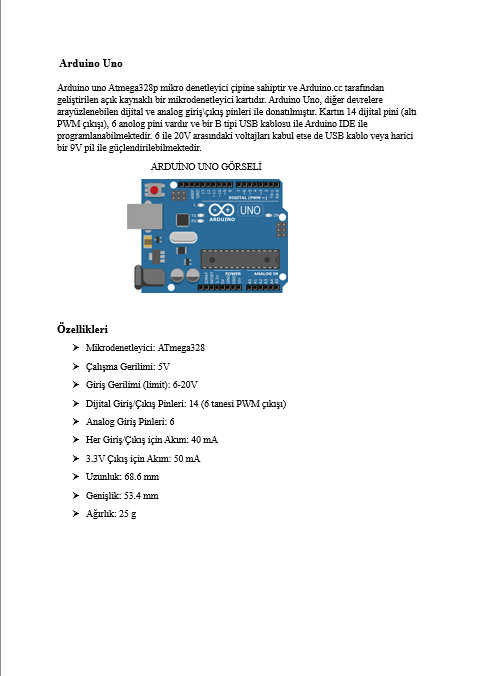 Arduino Uno
Arduino uno Atmega328p mikro denetleyici çipine sahiptir ve Arduino.cc tarafından
geliştirilen açık kaynaklı bir mikrodenetleyici kartıdır. Arduino Uno, diğer devrelere
arayüzlenebilen dijital ve analog giriş\çıkış pinleri ile donatılmıştır. Kartın 14 dijital pini (altı
PWM çıkışı), 6 anolog pini vardır ve bir B tipi USB kablosu ile Arduino IDE ile
programlanabilmektedir. 6 ile 20V arasındaki voltajları kabul etse de USB kablo veya harici
bir 9V pil ile güçlendirilebilmektedir.
ARDUİNO UNO GÖRSELİ
DIGITAL (PWM ~)
UNO
ARDUINO
POWER
ANALOG IN
Özellikleri
Mikrodenetleyici: ATmega328
Çalışma Gerilimi: 5V
Giriş Gerilimi (limit): 6-20V
Dijital Giriş/Çıkış Pinleri: 14 (6 tanesi PWM çıkışı)
Analog Giriş Pinleri: 6
Her Giriş/Çıkış için Akım: 40 mA
3.3V Çıkış için Akım: 50 mA
Uzunluk: 68.6 mm
Genişlik: 53.4 mm
Ağırlık: 25 g